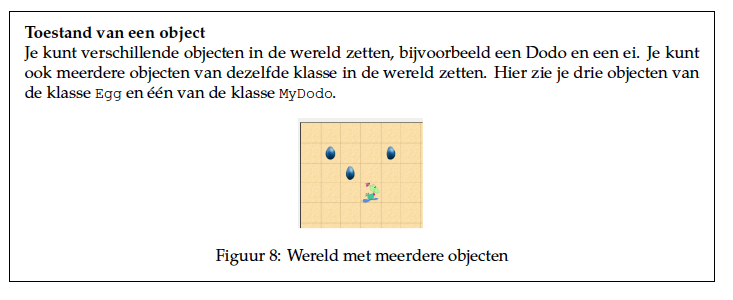 Toestand van een object
Je kunt verschillende objecten in de wereld zetten, bijvoorbeeld een Dodo en een ei. Je kunt
ook meerdere objecten van dezelfde klasse in de wereld zetten. Hier zie je drie objecten van
de klasse Egg en één van de klasse MyDodo.
Figuur 8: Wereld met meerdere objecten